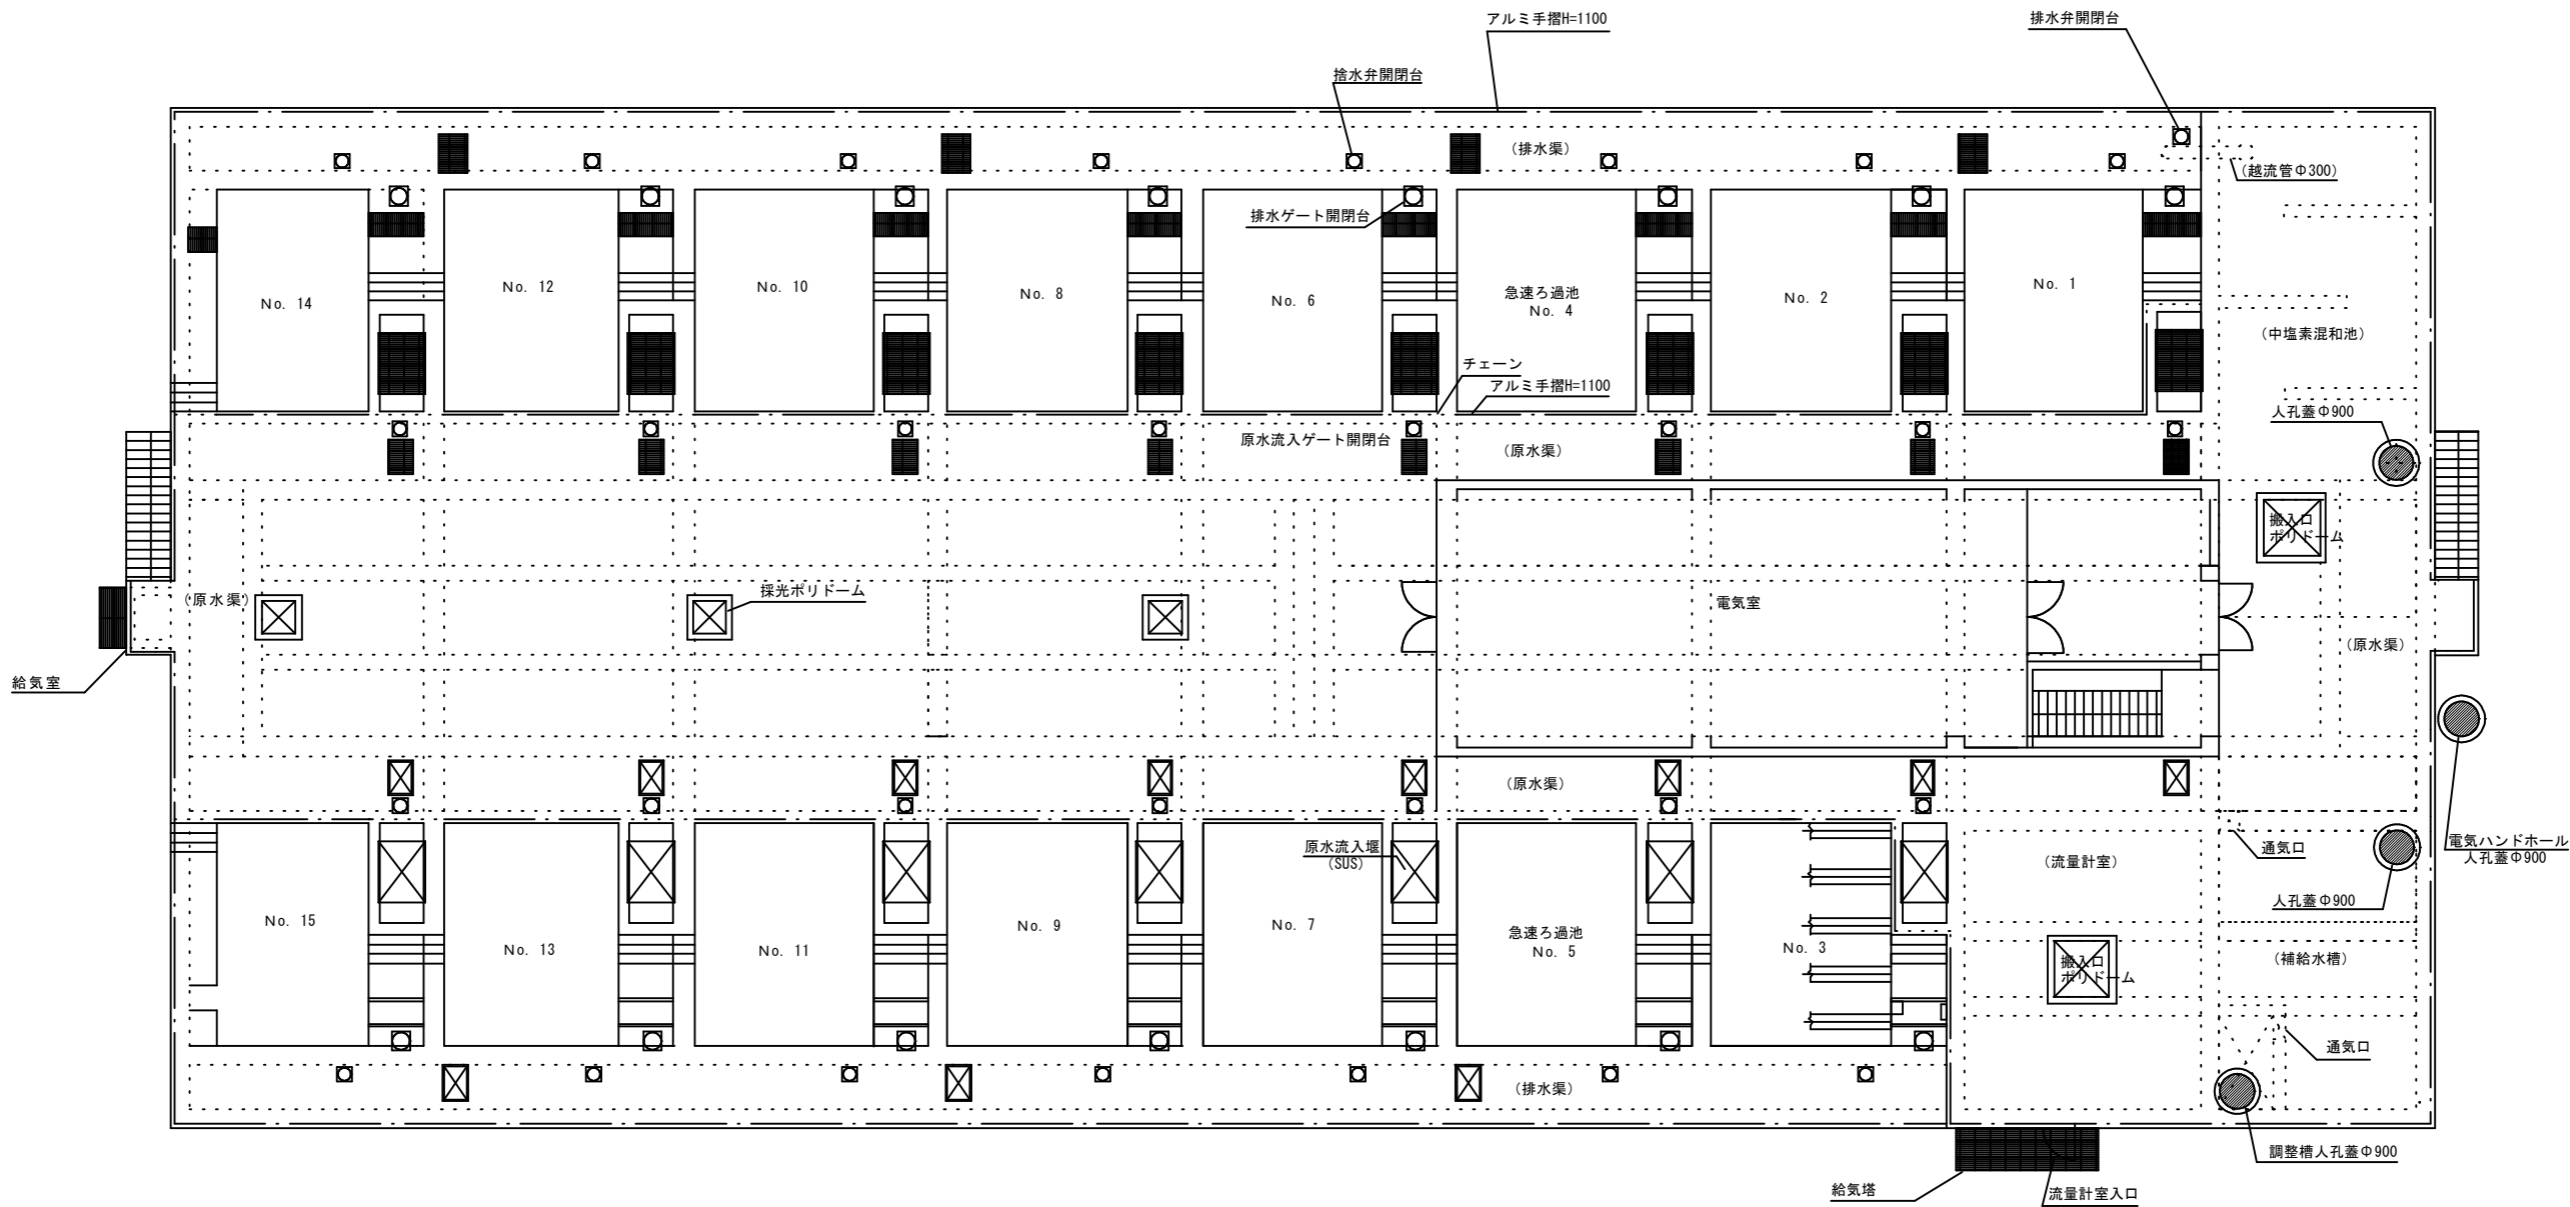 アルミ手摺H=1100
排水弁開閉台
捨水弁開閉台
(排水渠)
(越流管Φ300)
排水ゲート開閉台
No. 14
No. 12
No. 10
No. 8
No. 6
急速ろ過池
No. 4
No. 2
No. 1
(中塩素混和池)
チェーン
アルミ手摺H=1100
人孔蓋Φ900
原水流入ゲート開閉台
(原水渠)
搬入口
ポリドーム
(原水渠)
採光ポリドーム
電気室
(原水渠)
給気室
(原水渠)
電気ハンドホール
人孔蓋Φ900
原水流入堰
(SUS)
(流量計室)
通気口
人孔蓋Φ900
No. 15
No. 13
No. 11
No. 9
No. 7
急速ろ過池
No. 5
No. 3
搬入口
ポリドーム
(補給水槽)
通気口
(排水渠)
調整槽人孔蓋Φ900
給気塔
流量計室入口